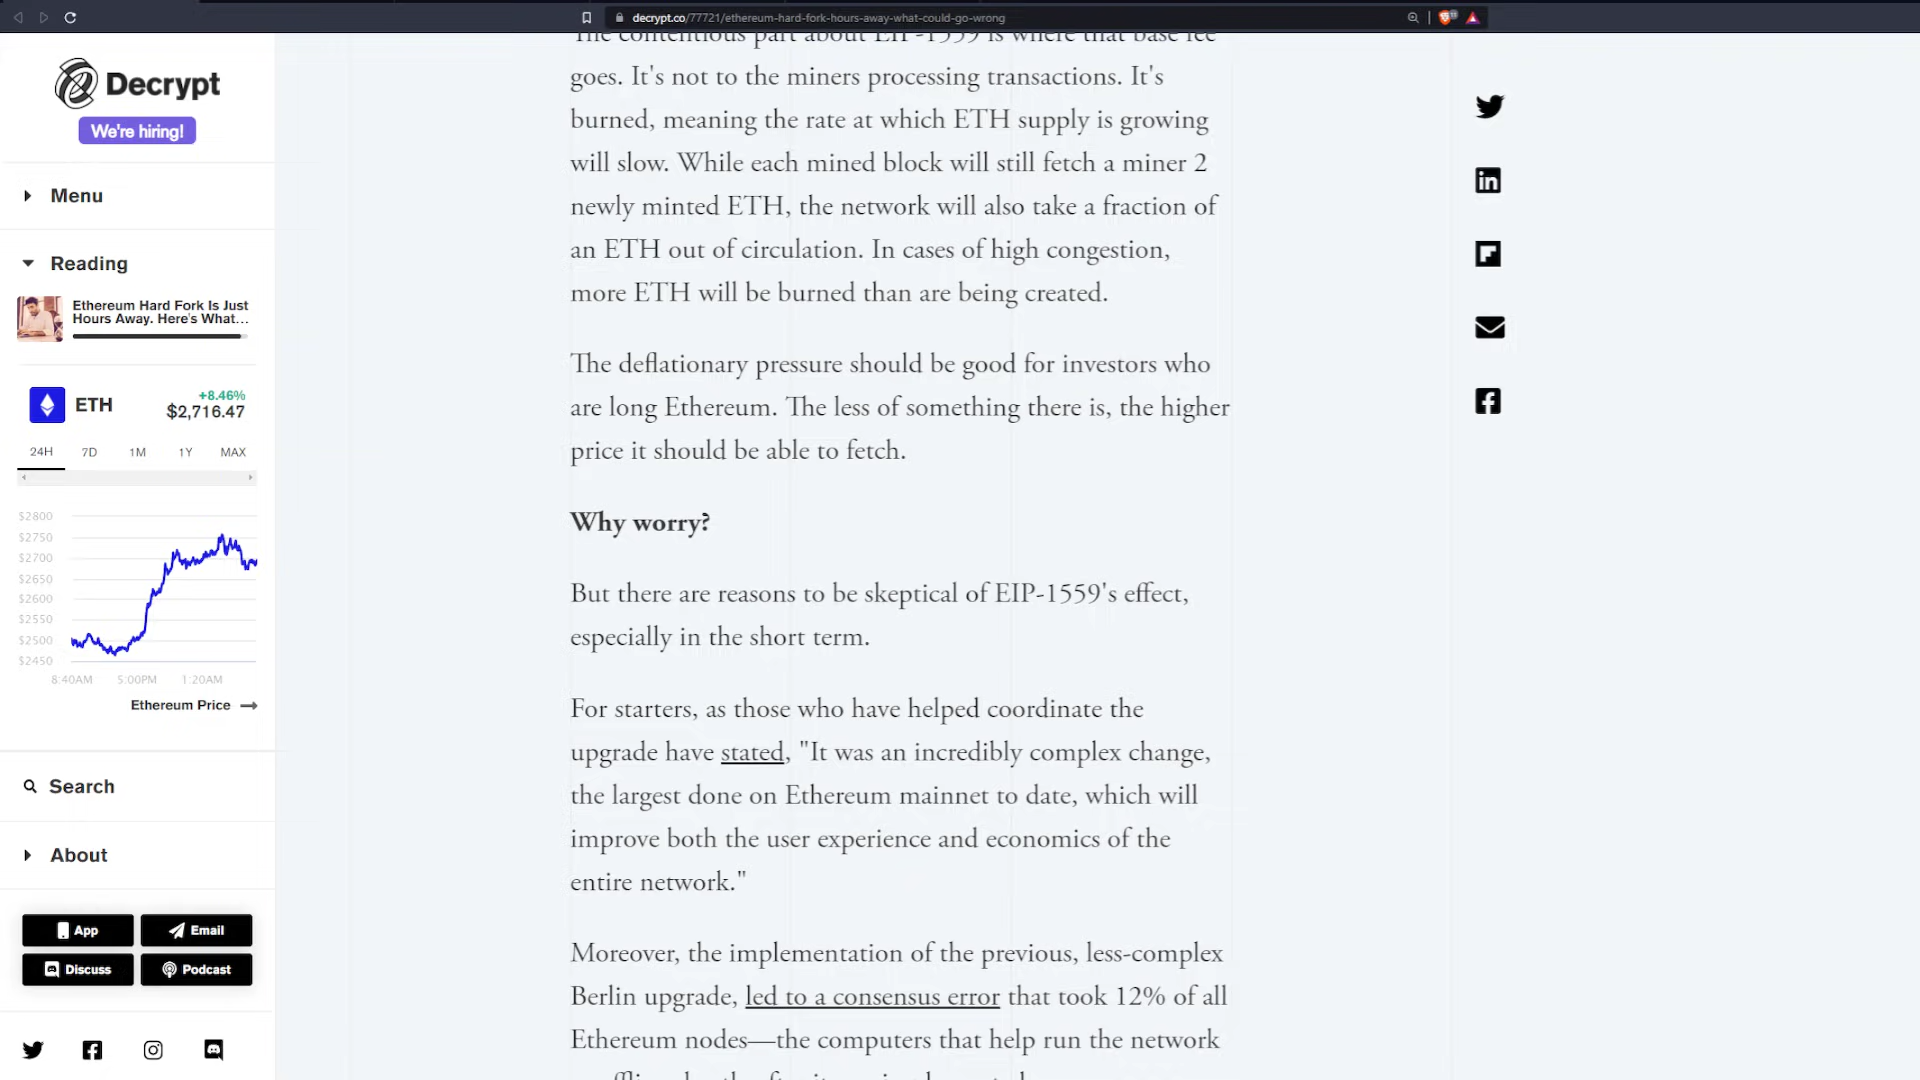 decrypt.co/77721/ethereum-hard-fork-hours-away-what-could-go-wrong
Decrypt
We're hiring!
Menu
Reading
Ethereum Hard Fork Is Just
Hours Away. Here's What...
ETH
+8.46%
$2,716.47
24H 7D 1M 1Y MAX
$2800
$2750
$2700
$2650
$2600
$2550
$2500
$2450
8:40AM 5:00PM 1:20AM
Ethereum Price
Search
About
App
Email
Discuss
Podcast
The contentious part about EIP-1559 is where that base fee
goes. It's not to the miners processing transactions. It's
burned, meaning the rate at which ETH supply is growing
will slow. While each mined block will still fetch a miner 2
newly minted ETH, the network will also take a fraction of
an ETH out of circulation. In cases of high congestion,
more ETH will be burned than are being created.
The deflationary pressure should be good for investors who
are long Ethereum. The less of something there is, the higher
price it should be able to fetch.
Why worry?
But there are reasons to be skeptical of EIP-1559's effect,
especially in the short term.
For starters, as those who have helped coordinate the
upgrade have stated, "It was an incredibly complex change,
the largest done on Ethereum mainnet to date, which will
improve both the user experience and economics of the
entire network."
Moreover, the implementation of the previous, less-complex
Berlin upgrade, led to a consensus error that took 12% of all
Ethereum nodes—the computers that help run the network